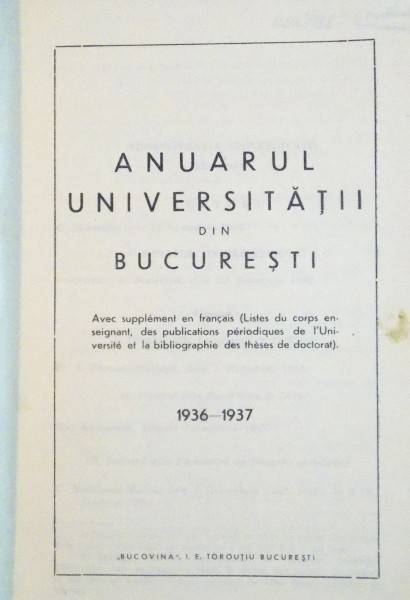 ANUARUL
UNIVERSITĂȚII
DIN
BUCUREȘTI
Avec supplément en français (Listes du corps en-
seignant, des publications périodiques de l'Uni-
versité et la bibliographie des thèses de doctorat).
1936—1937
„BUCOVINA", I. E. TOROUȚIU BUCUREȘTI